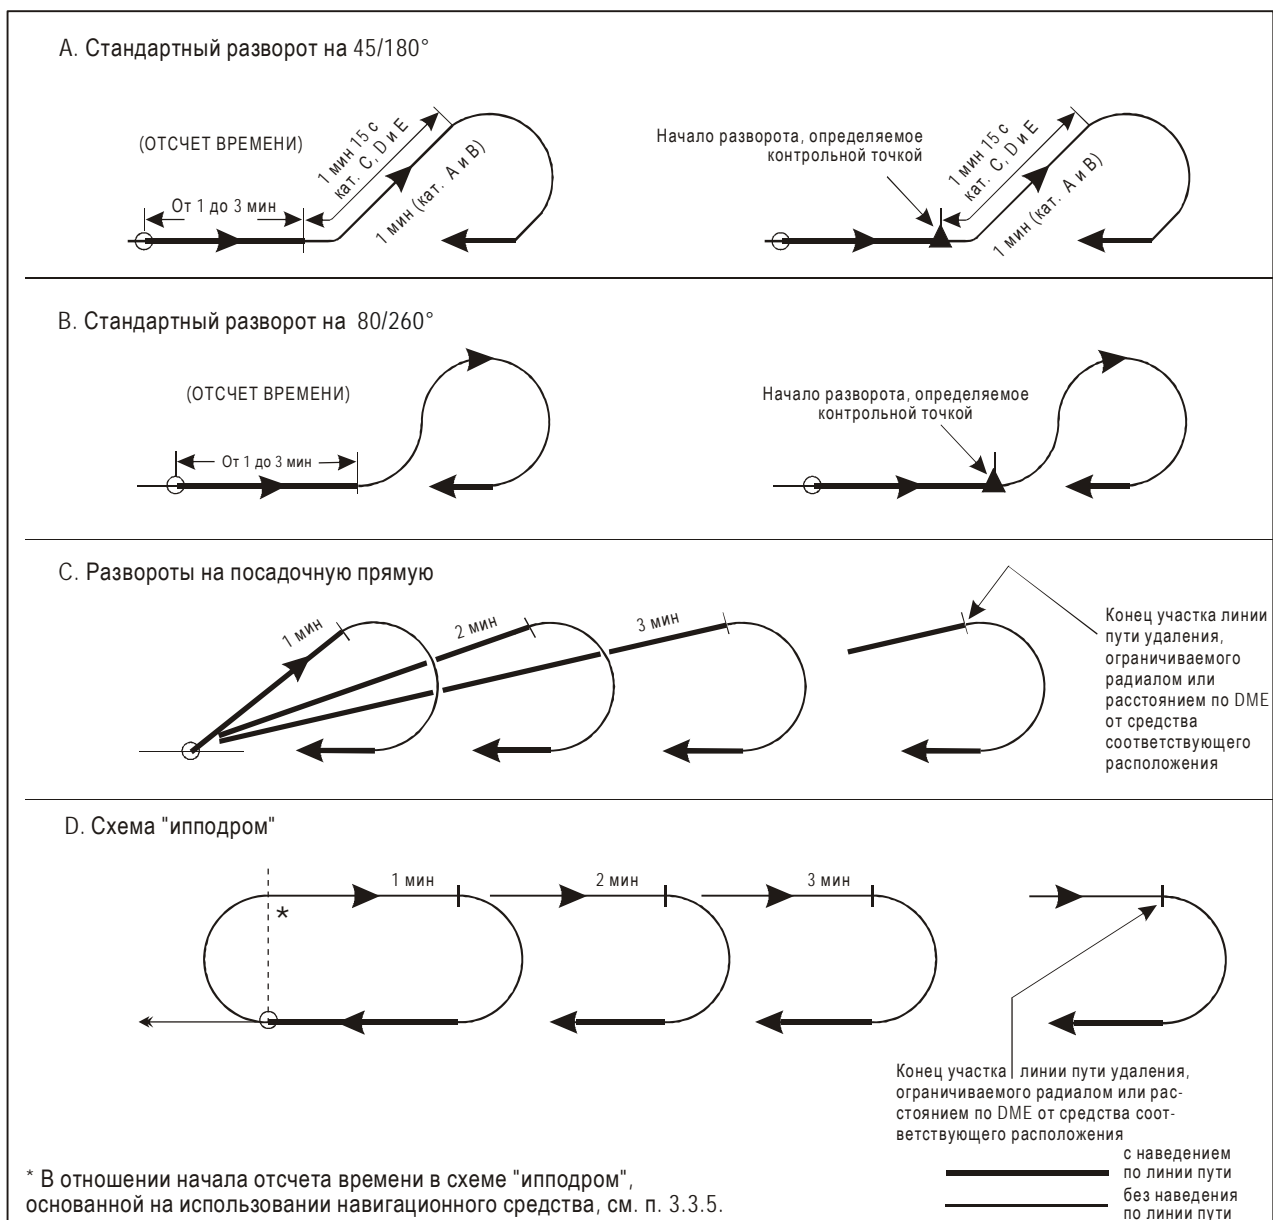 A. Стандартный разворот на 45/180°
(ОТСЧЕТ ВРЕМЕНИ)
От 1 до 3 мин
1 мин 15 с
кат. C, D и E
1 мин (кат. A и B)
Начало разворота, определяемое
контрольной точкой
1 мин 15 с
кат. C, D и E
1 мин (кат. A и B)
B. Стандартный разворот на 80/260°
(ОТСЧЕТ ВРЕМЕНИ)
От 1 до 3 мин
Начало разворота, определяемое
контрольной точкой
C. Развороты на посадочную прямую
1 мин
2 мин
3 мин
Конец участка линии
пути удаления,
ограничиваемого
радиалом или
расстоянием по DME
от средства
соответствующего
расположения
D. Схема "ипподром"
1 мин
2 мин
3 мин
*
Конец участка линии пути удаления,
ограничиваемого радиалом или рас-
стоянием по DME от средства соот-
ветствующего расположения
* В отношении начала отсчета времени в схеме "ипподром",
основанной на использовании навигационного средства, см. п. 3.3.5.
с наведением
по линии пути
без наведения
по линии пути